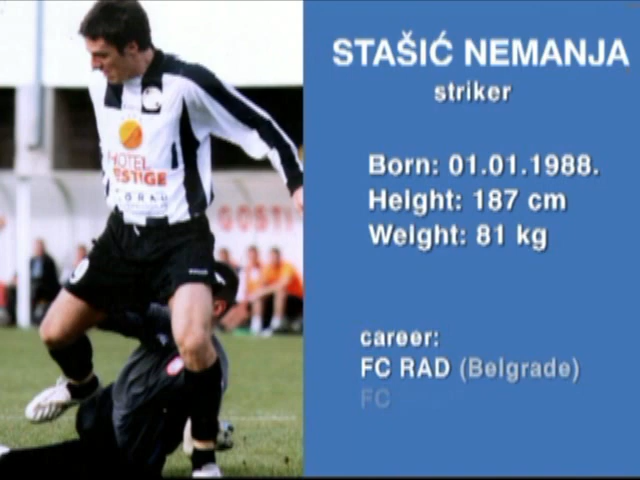 STAŠIĆ NEMANJA
striker
Born: 01.01.1988.
Height: 187 cm
Weight: 81 kg
career:
FC RAD (Belgrade)
FC
HOTEL
GOSTI